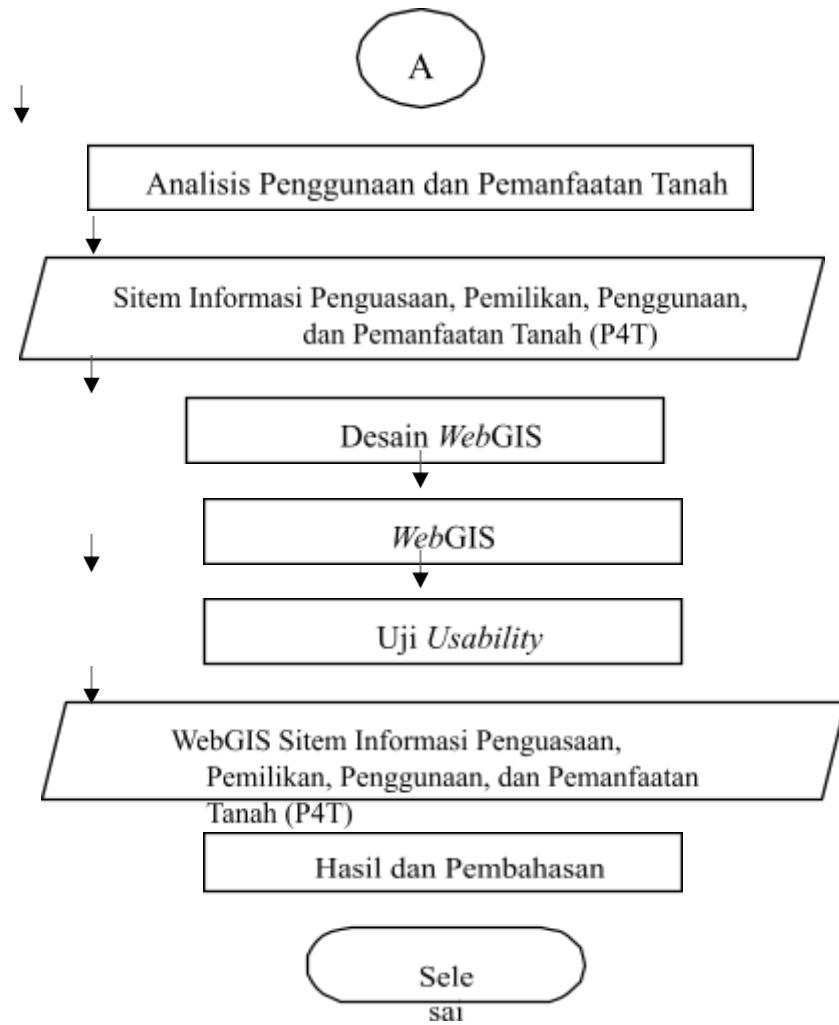 A
Analisis Penggunaan dan Pemanfaatan Tanah
Sitem Informasi Penguasaan, Pemilikan, Penggunaan,
dan Pemanfaatan Tanah (P4T)
Desain WebGIS
WebGIS
Uji Usability
WebGIS Sitem Informasi Penguasaan,
Pemilikan, Penggunaan, dan Pemanfaatan
Tanah (P4T)
Hasil dan Pembahasan
Sele
sai